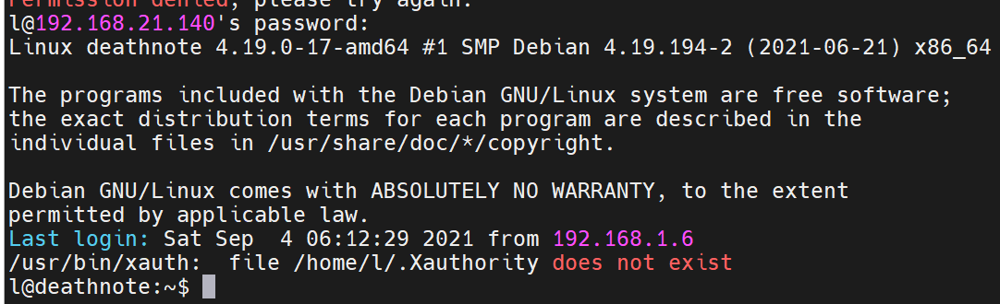 Permission denied, please try again.
l@192.168.21.140's password:
Linux deathnote 4.19.0-17-amd64 #1 SMP Debian 4.19.194-2 (2021-06-21) x86_64
The programs included with the Debian GNU/Linux system are free software;
the exact distribution terms for each program are described in the
individual files in /usr/share/doc/*/copyright.
Debian GNU/Linux comes with ABSOLUTELY NO WARRANTY, to the extent
permitted by applicable law.
Last login: Sat Sep  4 06:12:29 2021 from 192.168.1.6
/usr/bin/xauth:  file /home/l/.Xauthority does not exist
l@deathnote:~$